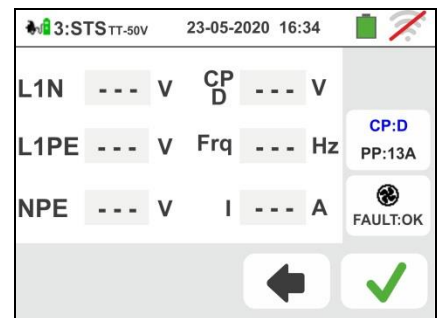 3:STS TT-50V 23-05-2020 16:34
L1N --- V CP D --- V
L1PE --- V Frq --- Hz
NPE --- V I --- A
CP:D
PP:13A
FAULT:OK